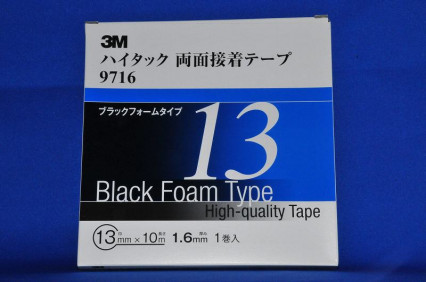 3M
ハイタック 両面接着テープ
9716
ブラックフォームタイプ
13
Black Foam Type
High-quality Tape
13mm×10m 1.6mm 1巻入